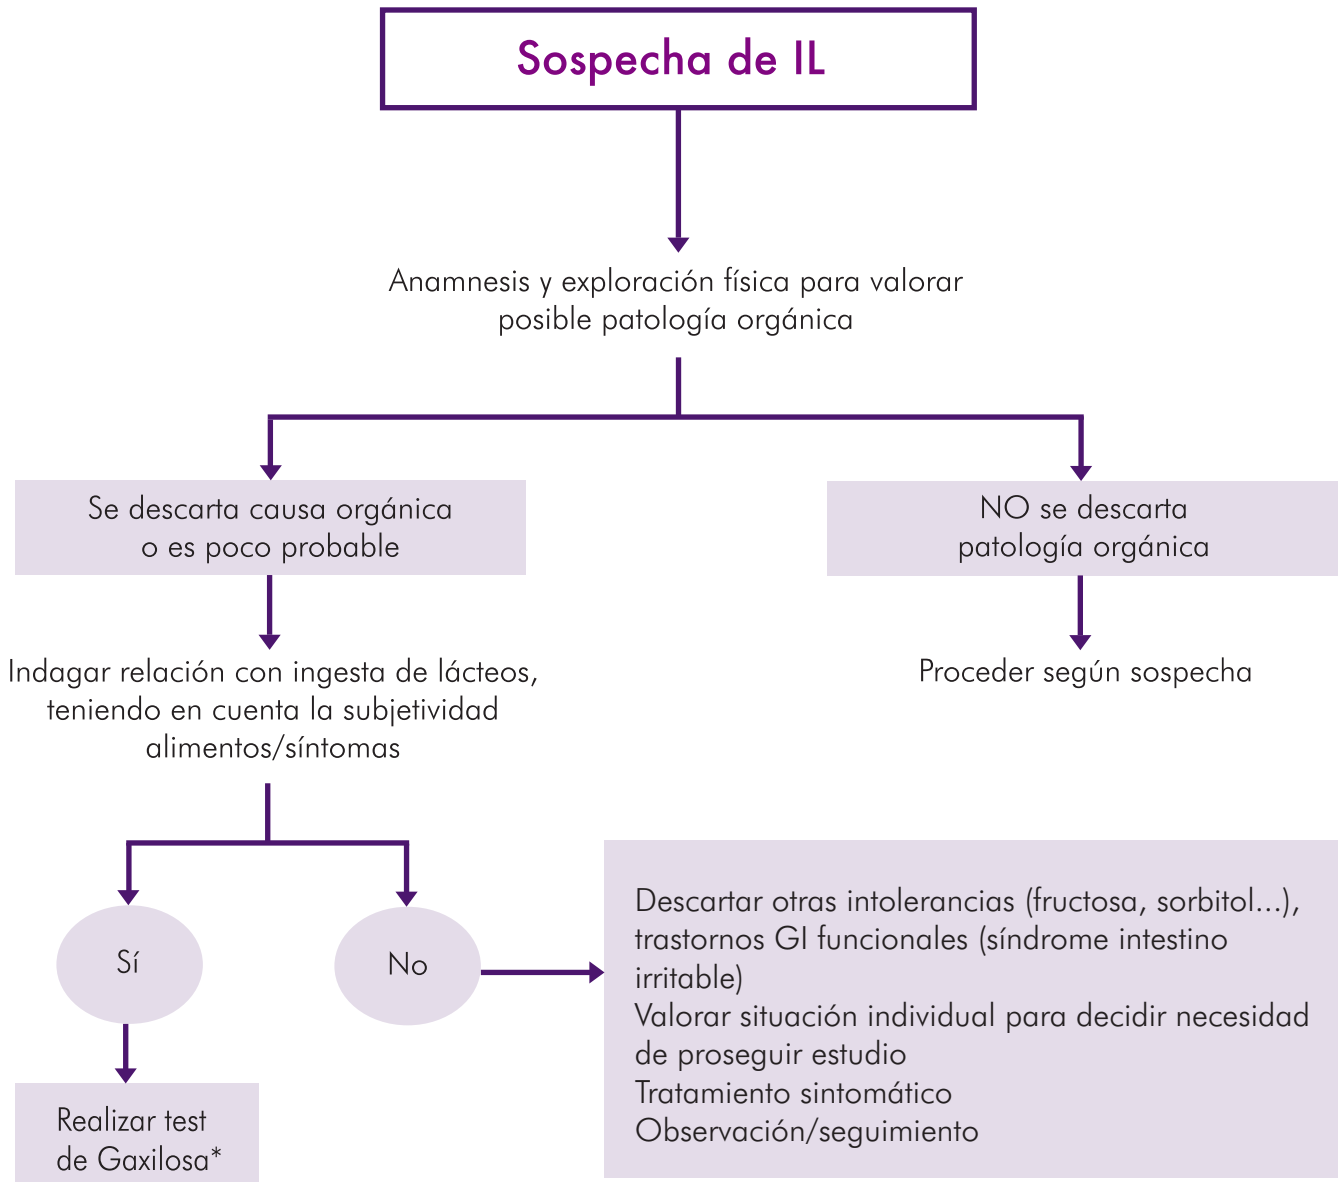 Sospecha de IL
Anamnesis y exploración física para valorar
posible patología orgánica
Se descarta causa orgánica
o es poco probable
NO se descarta
patología orgánica
Indagar relación con ingesta de lácteos,
teniendo en cuenta la subjetividad
alimentos/síntomas
Proceder según sospecha
Sí
No
Descartar otras intolerancias (fructosa, sorbitol...),
trastornos GI funcionales (síndrome intestino
irritable)
Valorar situación individual para decidir necesidad
de proseguir estudio
Tratamiento sintomático
Observación/seguimiento
Realizar test
de Gaxilosa*